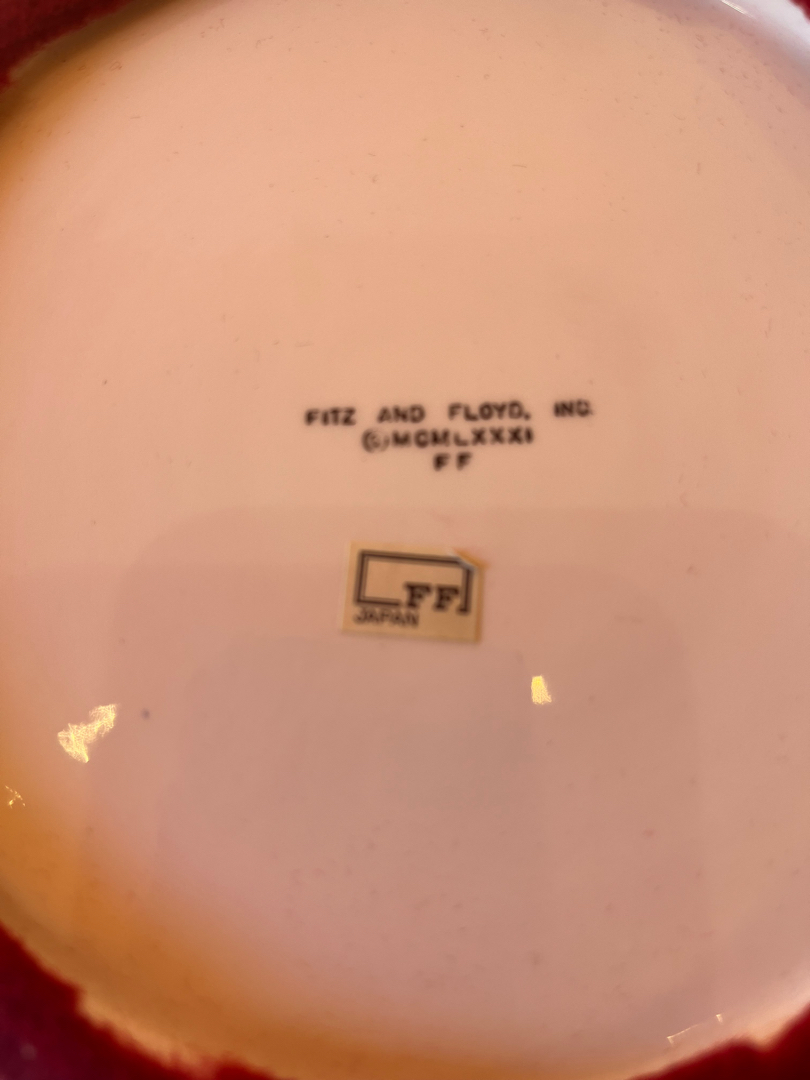 FITZ AND FLOYD, INC.
©MCMLXXXI
FF
FF
JAPAN